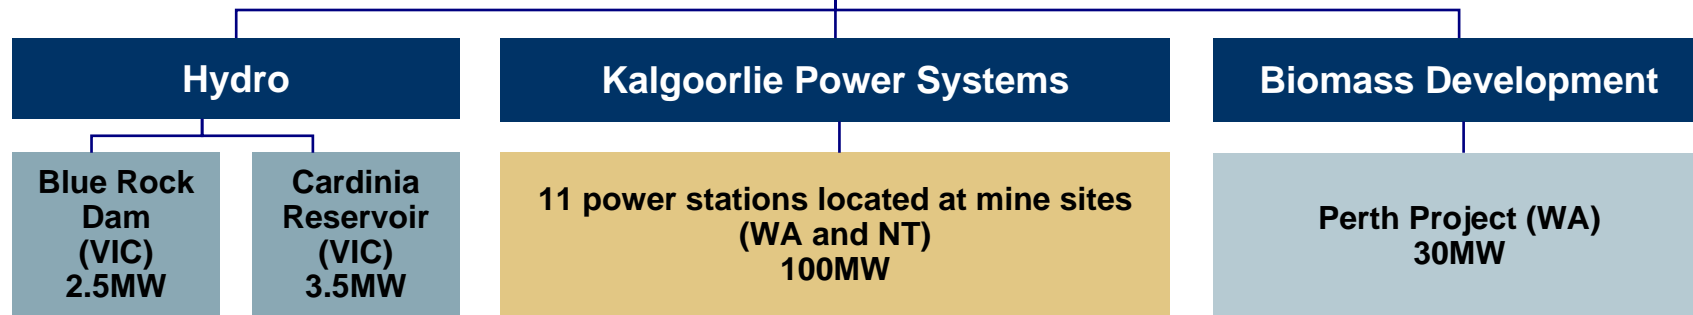 Hydro
Kalgoorlie Power Systems
Biomass Development
Blue Rock
Dam
(VIC)
2.5MW
Cardinia
Reservoir
(VIC)
3.5MW
11 power stations located at mine sites
(WA and NT)
100MW
Perth Project (WA)
30MW